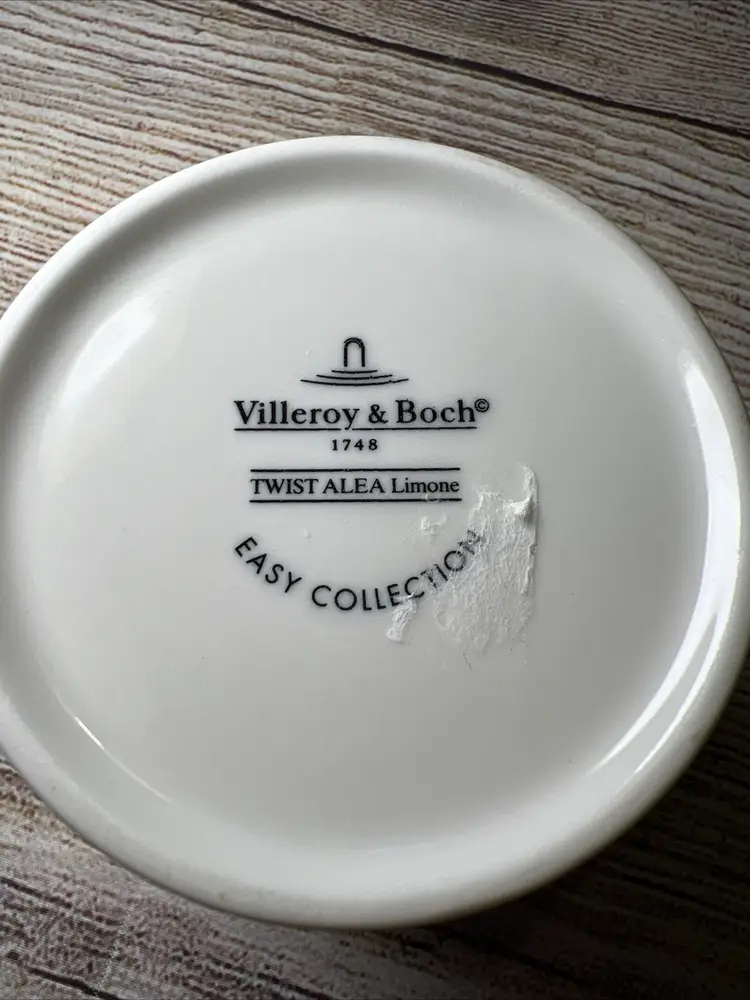 Villeroy & Boch©
1748
TWIST ALEA Limone
EASY COLLECTION